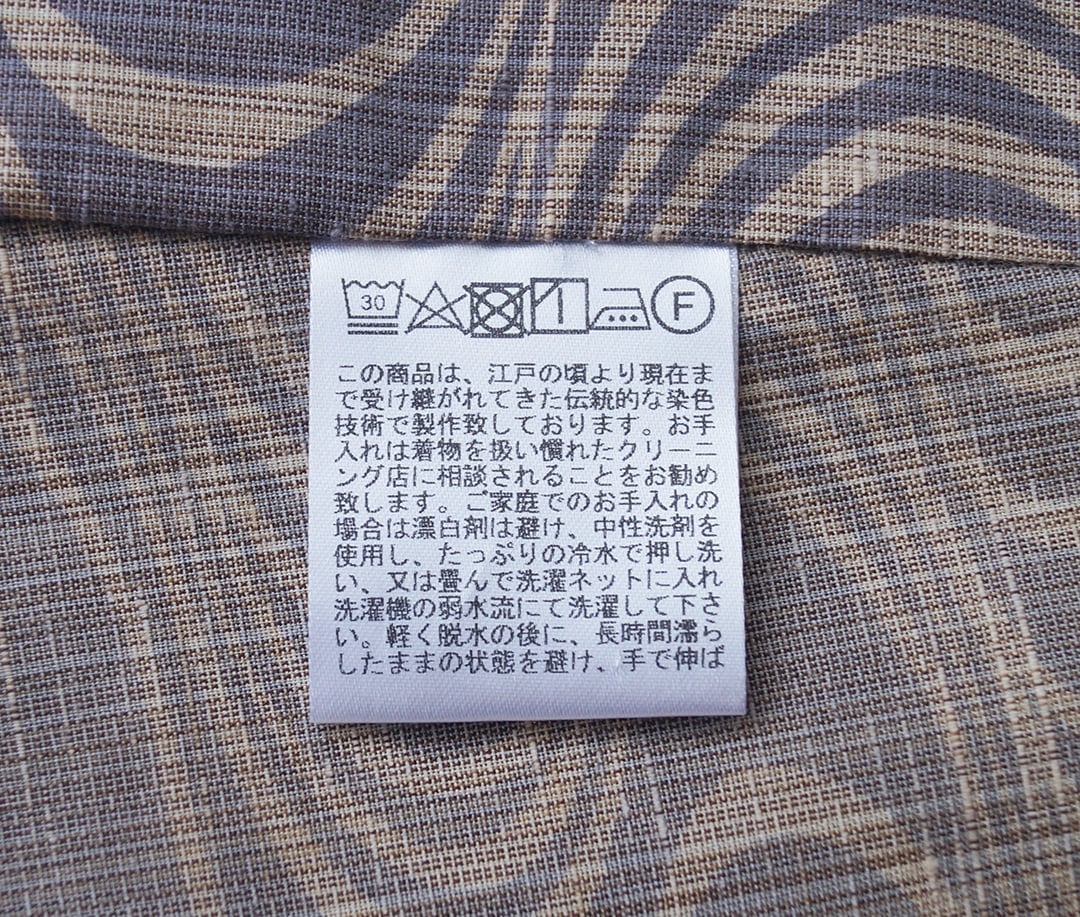 30 F
この商品は、江戸の頃より現在ま
で受け継がれてきた伝統的な染色
技術で製作致しております。お手
入れは着物を扱い慣れたクリーニ
ング店に相談されることをお勧め
致します。ご家庭でのお手入れの
場合は漂白剤は避け、中性洗剤を
使用し、たっぷりの冷水で押し洗
い、又は畳んで洗濯ネットに入れ
洗濯機の弱水流にて洗濯して下さ
い。軽く脱水の後に、長時間濡ら
したままの状態を避け、手で伸ば